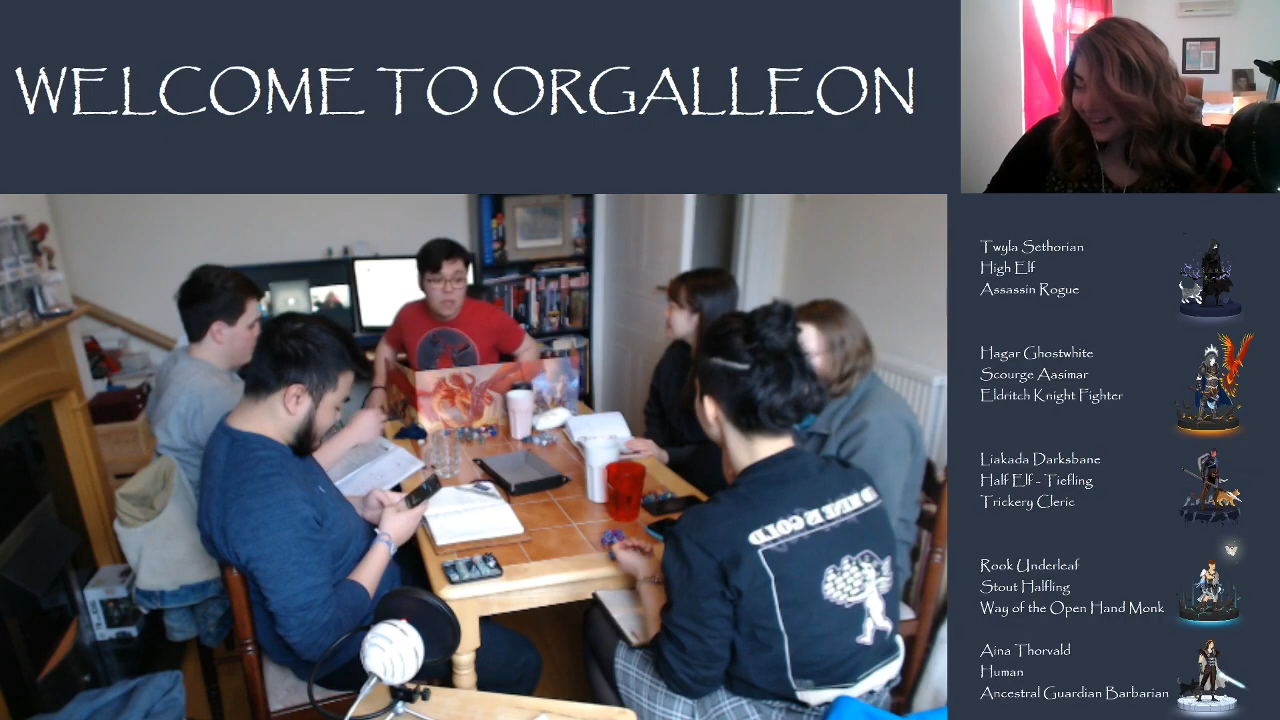 WELCOME TO ORGALLEON
Twyla Sethorian
High Elf
Assassin Rogue
Hagar Ghostwhite
Scourge Aasimar
Eldritch Knight Fighter
Liakada Darksbane
Half Elf - Tiefling
Trickery Cleric
Rook Underleaf
Stout Halfling
Way of the Open Hand Monk
Aina Thorvald
Human
Ancestral Guardian Barbarian